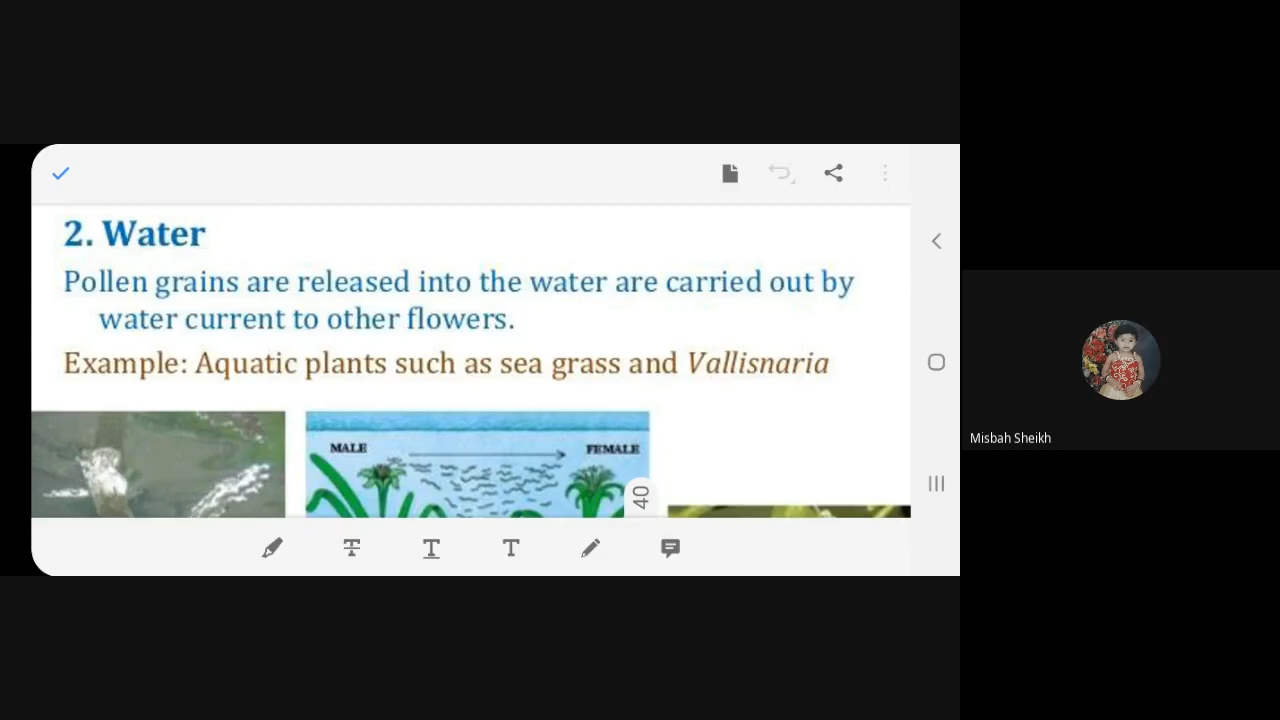 2. Water
Pollen grains are released into the water are carried out by
water current to other flowers.
Example: Aquatic plants such as sea grass and Vallisnaria
MALE
FEMALE
40
Misbah Sheikh